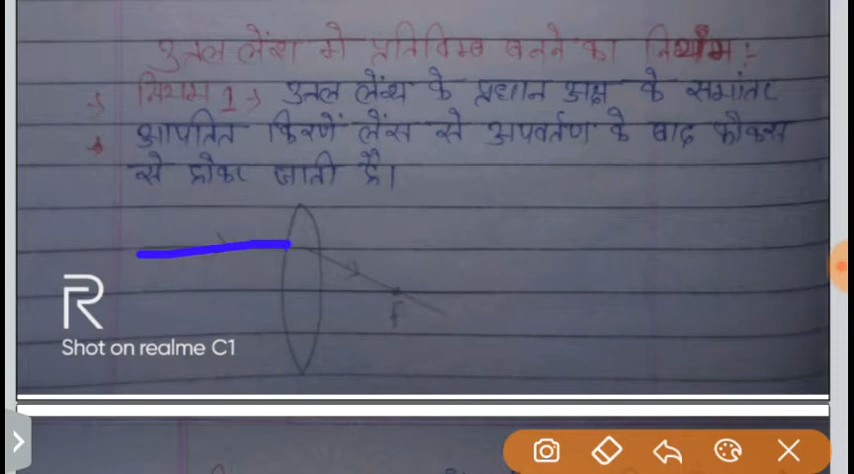 उत्तल लेंस में प्रतिबिम्ब बनने का नियम :-
→ नियम 1 → उत्तल लेंस के प्रधान अक्ष के समांतर
→ आपतित किरणें लेंस से अपवर्तण के बाद फोकस
से होकर जाती है।
F
R
Shot on realme C1